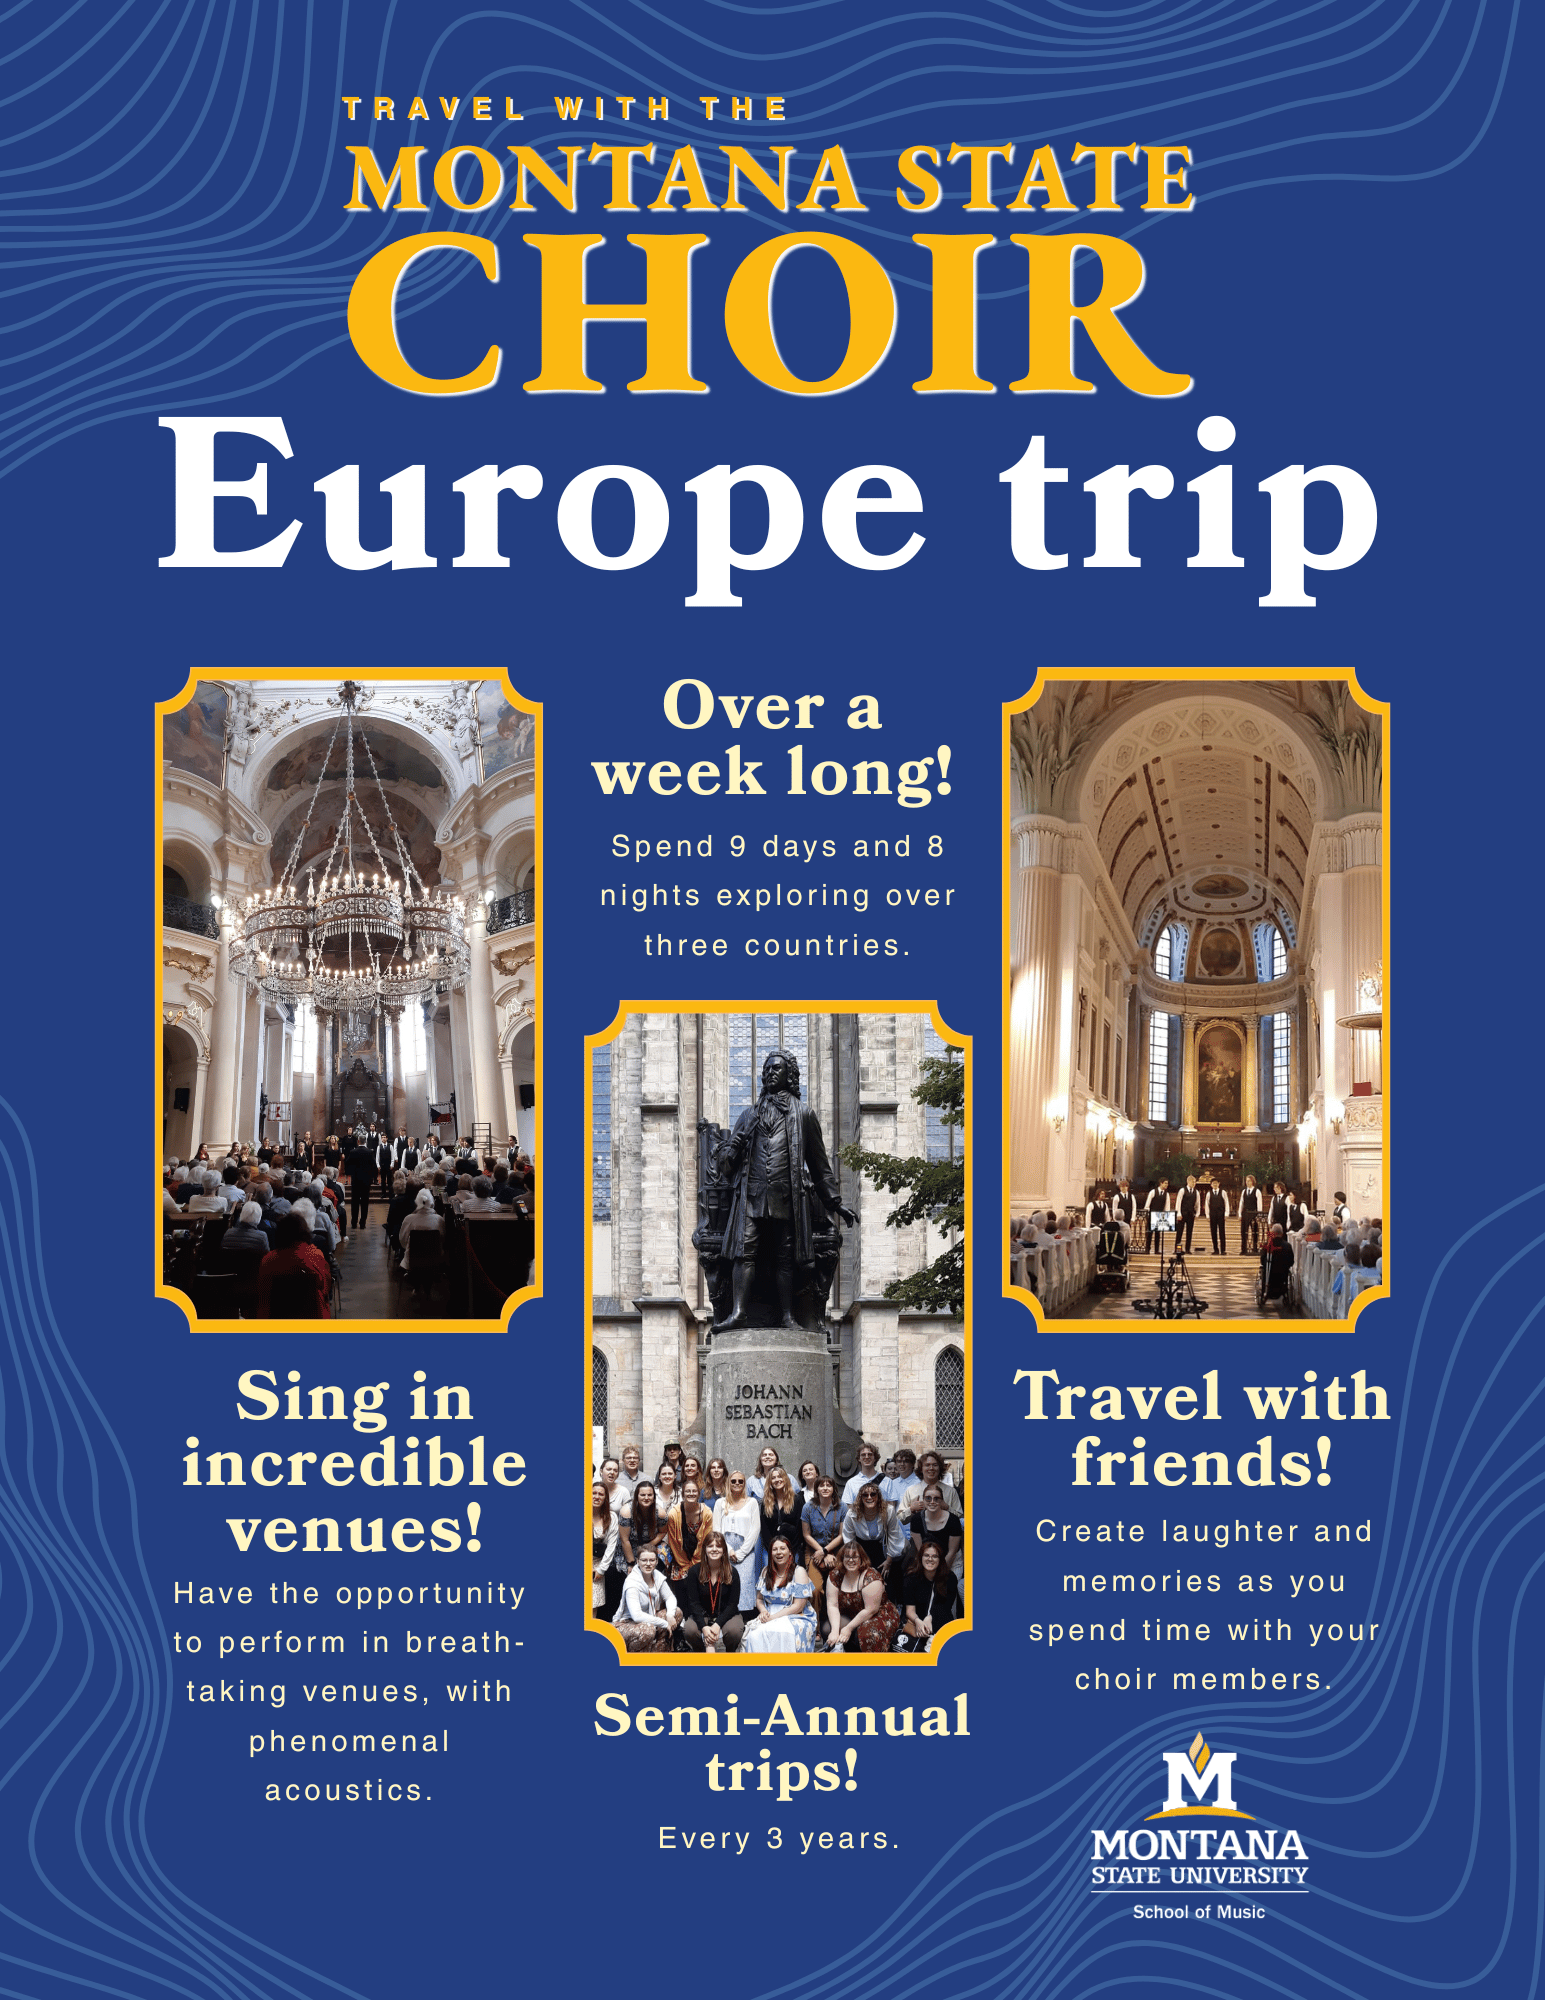 TRAVEL WITH THE
MONTANA STATE
CHOIR
Europe trip
Over a
week long!
Spend 9 days and 8
nights exploring over
three countries.
JOHANN
SEBASTIAN
BACH
Sing in
incredible
venues!
Have the opportunity
to perform in breath-
taking venues, with
phenomenal
acoustics.
Semi-Annual
trips!
Every 3 years.
Travel with
friends!
Create laughter and
memories as you
spend time with your
choir members.
M
MONTANA
STATE UNIVERSITY
School of Music